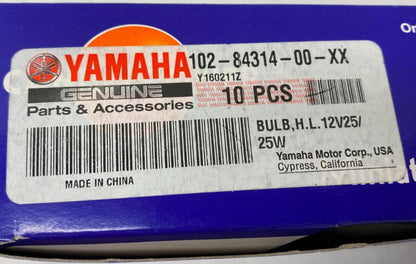 On
YAMAHA 102-84314-00-XX
Y160211Z
GENUINE 10 PCS
Parts & Accessories
BULB,H.L.12V25/
25W
Yamaha Motor Corp., USA
Cypress, California
MADE IN CHINA